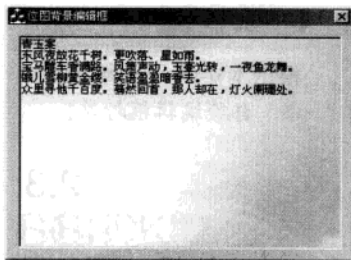 位图背景编辑框
青玉案
东风夜放花千树。更吹落、星如雨。
宝马雕车香满路。风箫声动，玉壶光转，一夜鱼龙舞。
蛾儿雪柳黄金缕。笑语盈盈暗香去。
众里寻他千百度。蓦然回首，那人却在，灯火阑珊处。